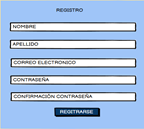 REGISTRO
NOMBRE
APELLIDO
CORREO ELECTRONICO
CONTRASEÑA
CONFIRMACIÓN CONTRASEÑA
REGISTRARSE